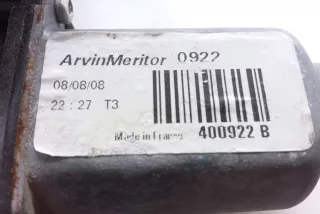 ArvinMeritor 0922
08/08/08
22:27 T3
Made in France
400922 B